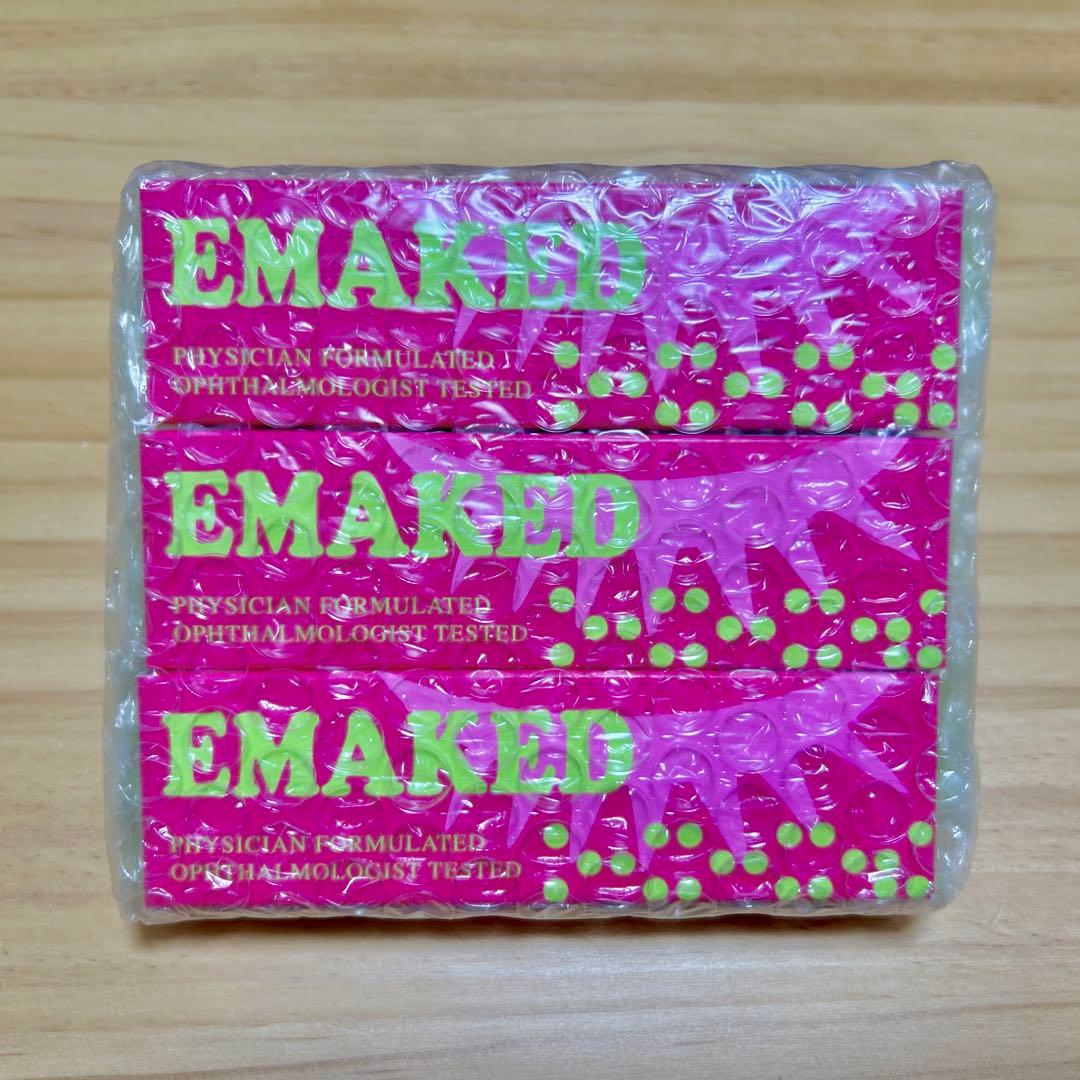 EMAKED
PHYSICIAN FORMULATED
OPHTHALMOLOGIST TESTED
EMAKED
PHYSICIAN FORMULATED
OPHTHALMOLOGIST TESTED
EMAKED
PHYSICIAN FORMULATED
OPHTHALMOLOGIST TESTED